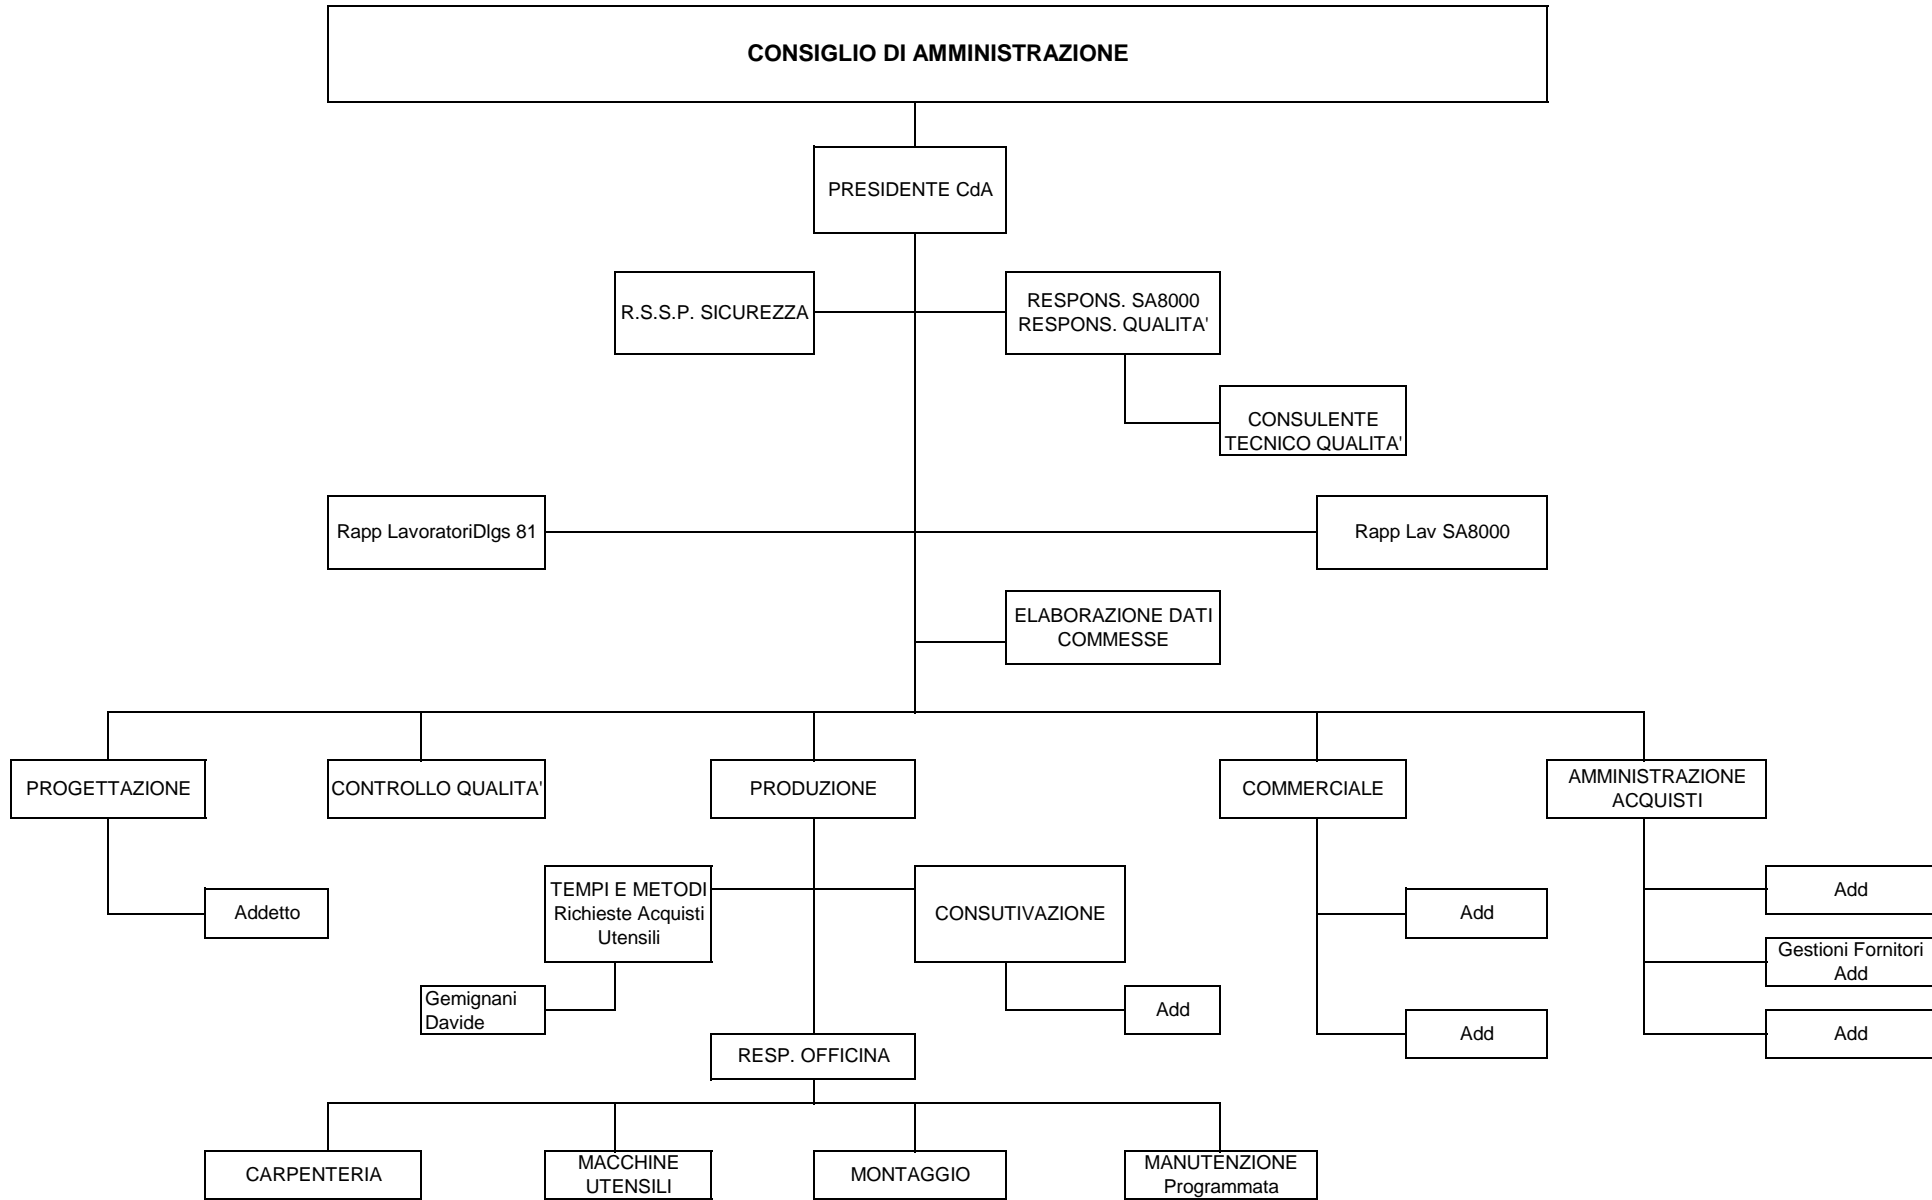 CONSIGLIO DI AMMINISTRAZIONE
PRESIDENTE CdA
R.S.S.P. SICUREZZA
RESPONS. SA8000
RESPONS. QUALITA'
CONSULENTE
TECNICO QUALITA'
Rapp LavoratoriDlgs 81
Rapp Lav SA8000
ELABORAZIONE DATI
COMMESSE
PROGETTAZIONE
CONTROLLO QUALITA'
PRODUZIONE
COMMERCIALE
AMMINISTRAZIONE
ACQUISTI
Addetto
TEMPI E METODI
Richieste Acquisti
Utensili
CONSUTIVAZIONE
Add
Add
Gestioni Fornitori
Add
Gemignani
Davide
Add
Add
Add
RESP. OFFICINA
CARPENTERIA
MACCHINE
UTENSILI
MONTAGGIO
MANUTENZIONE
Programmata